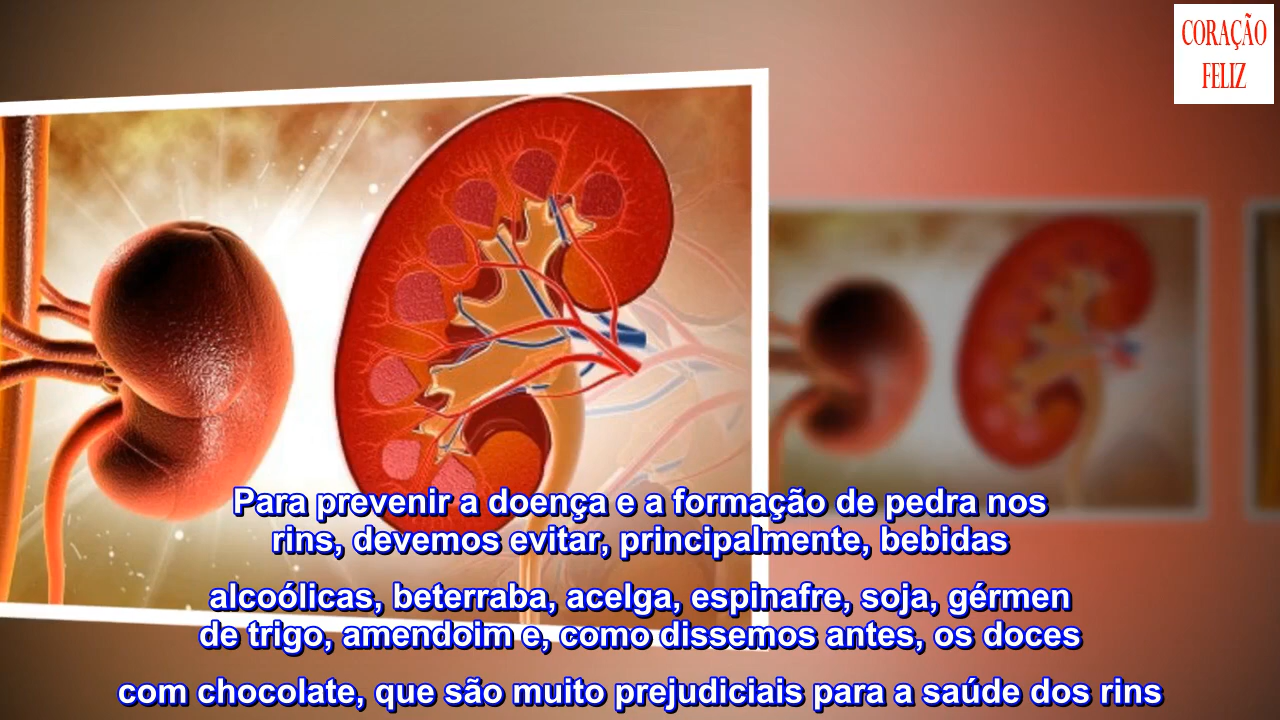 CORAÇÃO
FELIZ
Para prevenir a doença e a formação de pedra nos
rins, devemos evitar, principalmente, bebidas
alcoólicas, beterraba, acelga, espinafre, soja, gérmen
de trigo, amendoim e, como dissemos antes, os doces
com chocolate, que são muito prejudiciais para a saúde dos rins